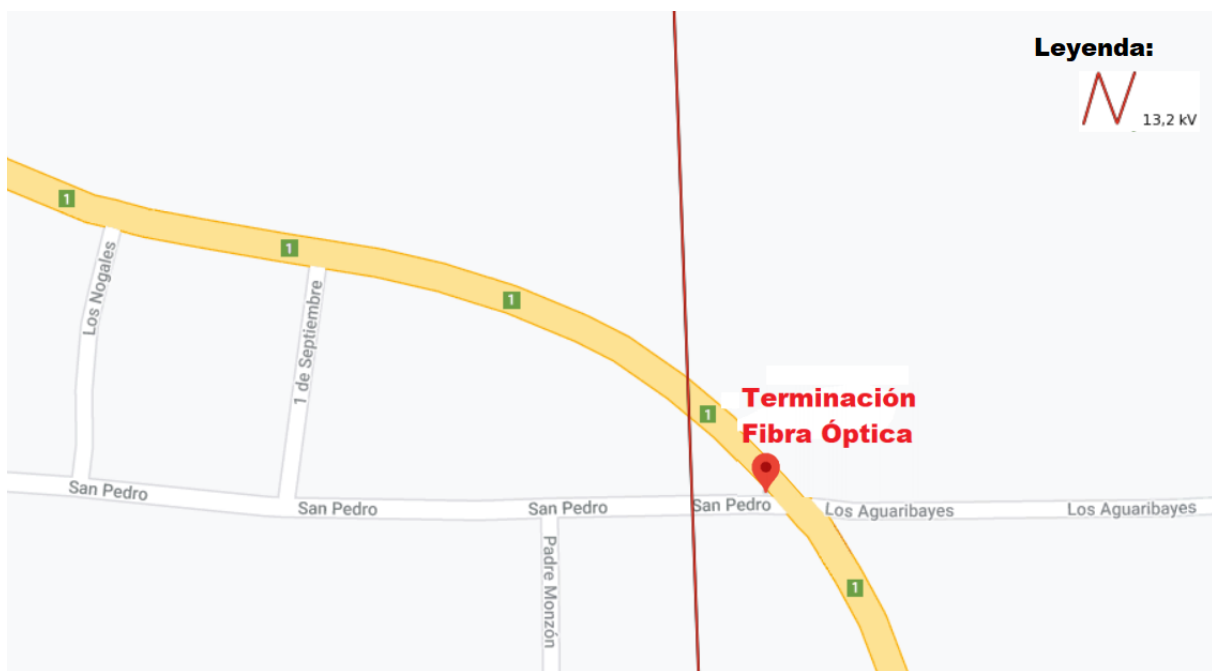 Leyenda:
13,2 kV
1
Los Nogales
1
1 de Septiembre
1
Terminación
Fibra Óptica
1
San Pedro
San Pedro
San Pedro
San Pedro
Los Aguaribayes
Los Aguaribayes
Padre Monzón
1